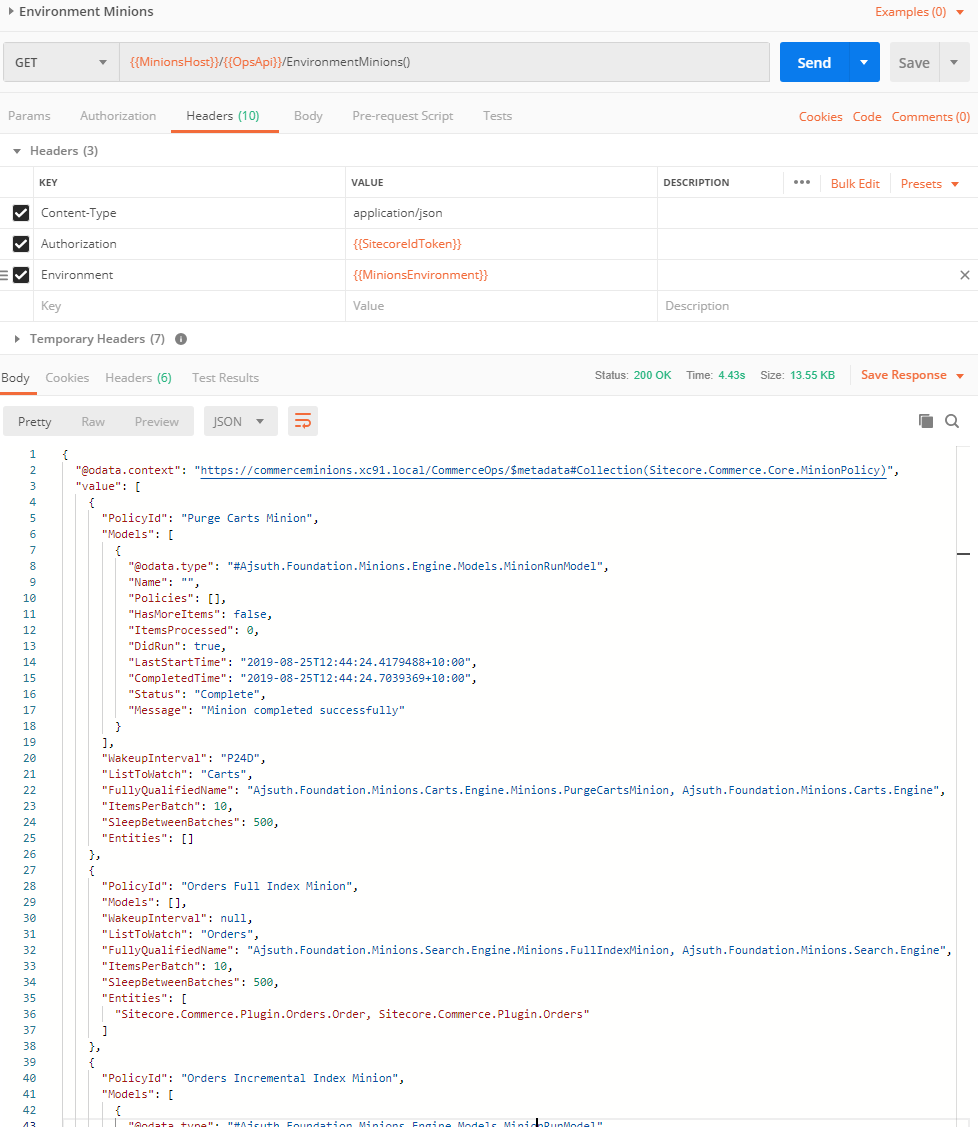 Environment Minions
Examples (0)
GET
{{MinionsHost}}/{{OpsApi}}/EnvironmentMinions()
Send
Save
Params
Authorization
Headers (10)
Body
Pre-request Script
Tests
Cookies
Code
Comments (0)
Headers (3)
KEY
VALUE
DESCRIPTION
•••
Bulk Edit
Presets
Content-Type
application/json
Authorization
{{SitecoreIdToken}}
Environment
{{MinionsEnvironment}}
Key
Value
Description
Temporary Headers (7)
Body
Cookies
Headers (6)
Test Results
Status: 200 OK
Time: 4.43s
Size: 13.55 KB
Save Response
Pretty
Raw
Preview
JSON
1 {
2 "@odata.context": "https://commerceminions.xc91.local/CommerceOps/$metadata#Collection(Sitecore.Commerce.Core.MinionPolicy)",
3 "value": [
4 {
5 "PolicyId": "Purge Carts Minion",
6 "Models": [
7 {
8 "@odata.type": "#Ajsuth.Foundation.Minions.Engine.Models.MinionRunModel",
9 "Name": "",
10 "Policies": [],
11 "HasMoreItems": false,
12 "ItemsProcessed": 0,
13 "DidRun": true,
14 "LastStartTime": "2019-08-25T12:44:24.4179488+10:00",
15 "CompletedTime": "2019-08-25T12:44:24.7039369+10:00",
16 "Status": "Complete",
17 "Message": "Minion completed successfully"
18 }
19 ],
20 "WakeupInterval": "P24D",
21 "ListToWatch": "Carts",
22 "FullyQualifiedName": "Ajsuth.Foundation.Minions.Carts.Engine.Minions.PurgeCartsMinion, Ajsuth.Foundation.Minions.Carts.Engine",
23 "ItemsPerBatch": 10,
24 "SleepBetweenBatches": 500,
25 "Entities": []
26 },
27 {
28 "PolicyId": "Orders Full Index Minion",
29 "Models": [],
30 "WakeupInterval": null,
31 "ListToWatch": "Orders",
32 "FullyQualifiedName": "Ajsuth.Foundation.Minions.Search.Engine.Minions.FullIndexMinion, Ajsuth.Foundation.Minions.Search.Engine",
33 "ItemsPerBatch": 10,
34 "SleepBetweenBatches": 500,
35 "Entities": [
36 "Sitecore.Commerce.Plugin.Orders.Order, Sitecore.Commerce.Plugin.Orders"
37 ]
38 },
39 {
40 "PolicyId": "Orders Incremental Index Minion",
41 "Models": [
42 {
43 "@odata.type": "#Ajsuth.Foundation.Minions.Engine.Models.MinionRunModel"